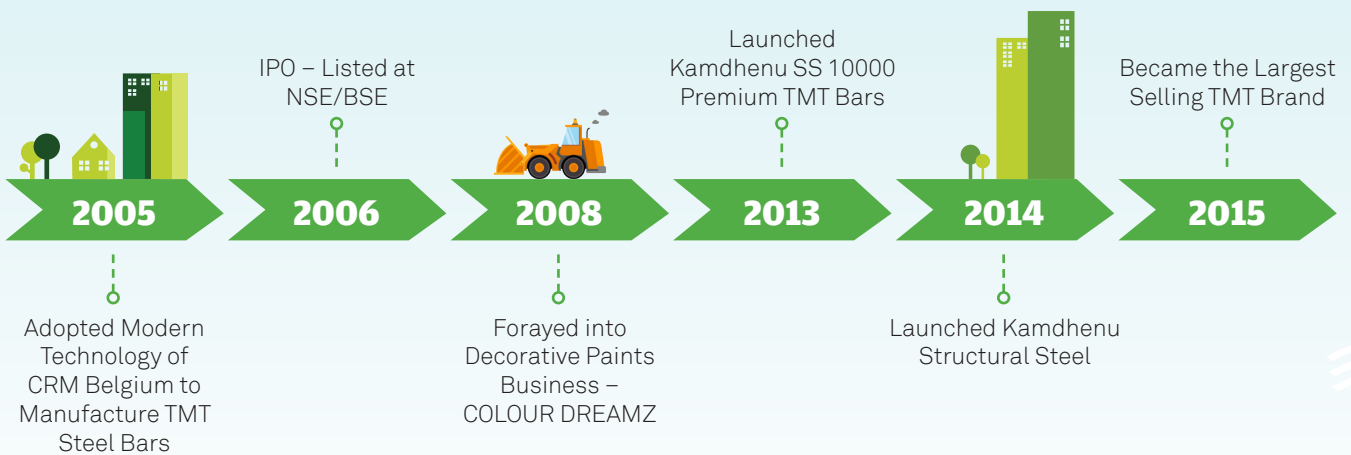 2005
Adopted Modern
Technology of
CRM Belgium to
Manufacture TMT
Steel Bars
IPO – Listed at
NSE/BSE
2006
2008
Forayed into
Decorative Paints
Business –
COLOUR DREAMZ
Launched
Kamdhenu SS 10000
Premium TMT Bars
2013
2014
Launched Kamdhenu
Structural Steel
Became the Largest
Selling TMT Brand
2015